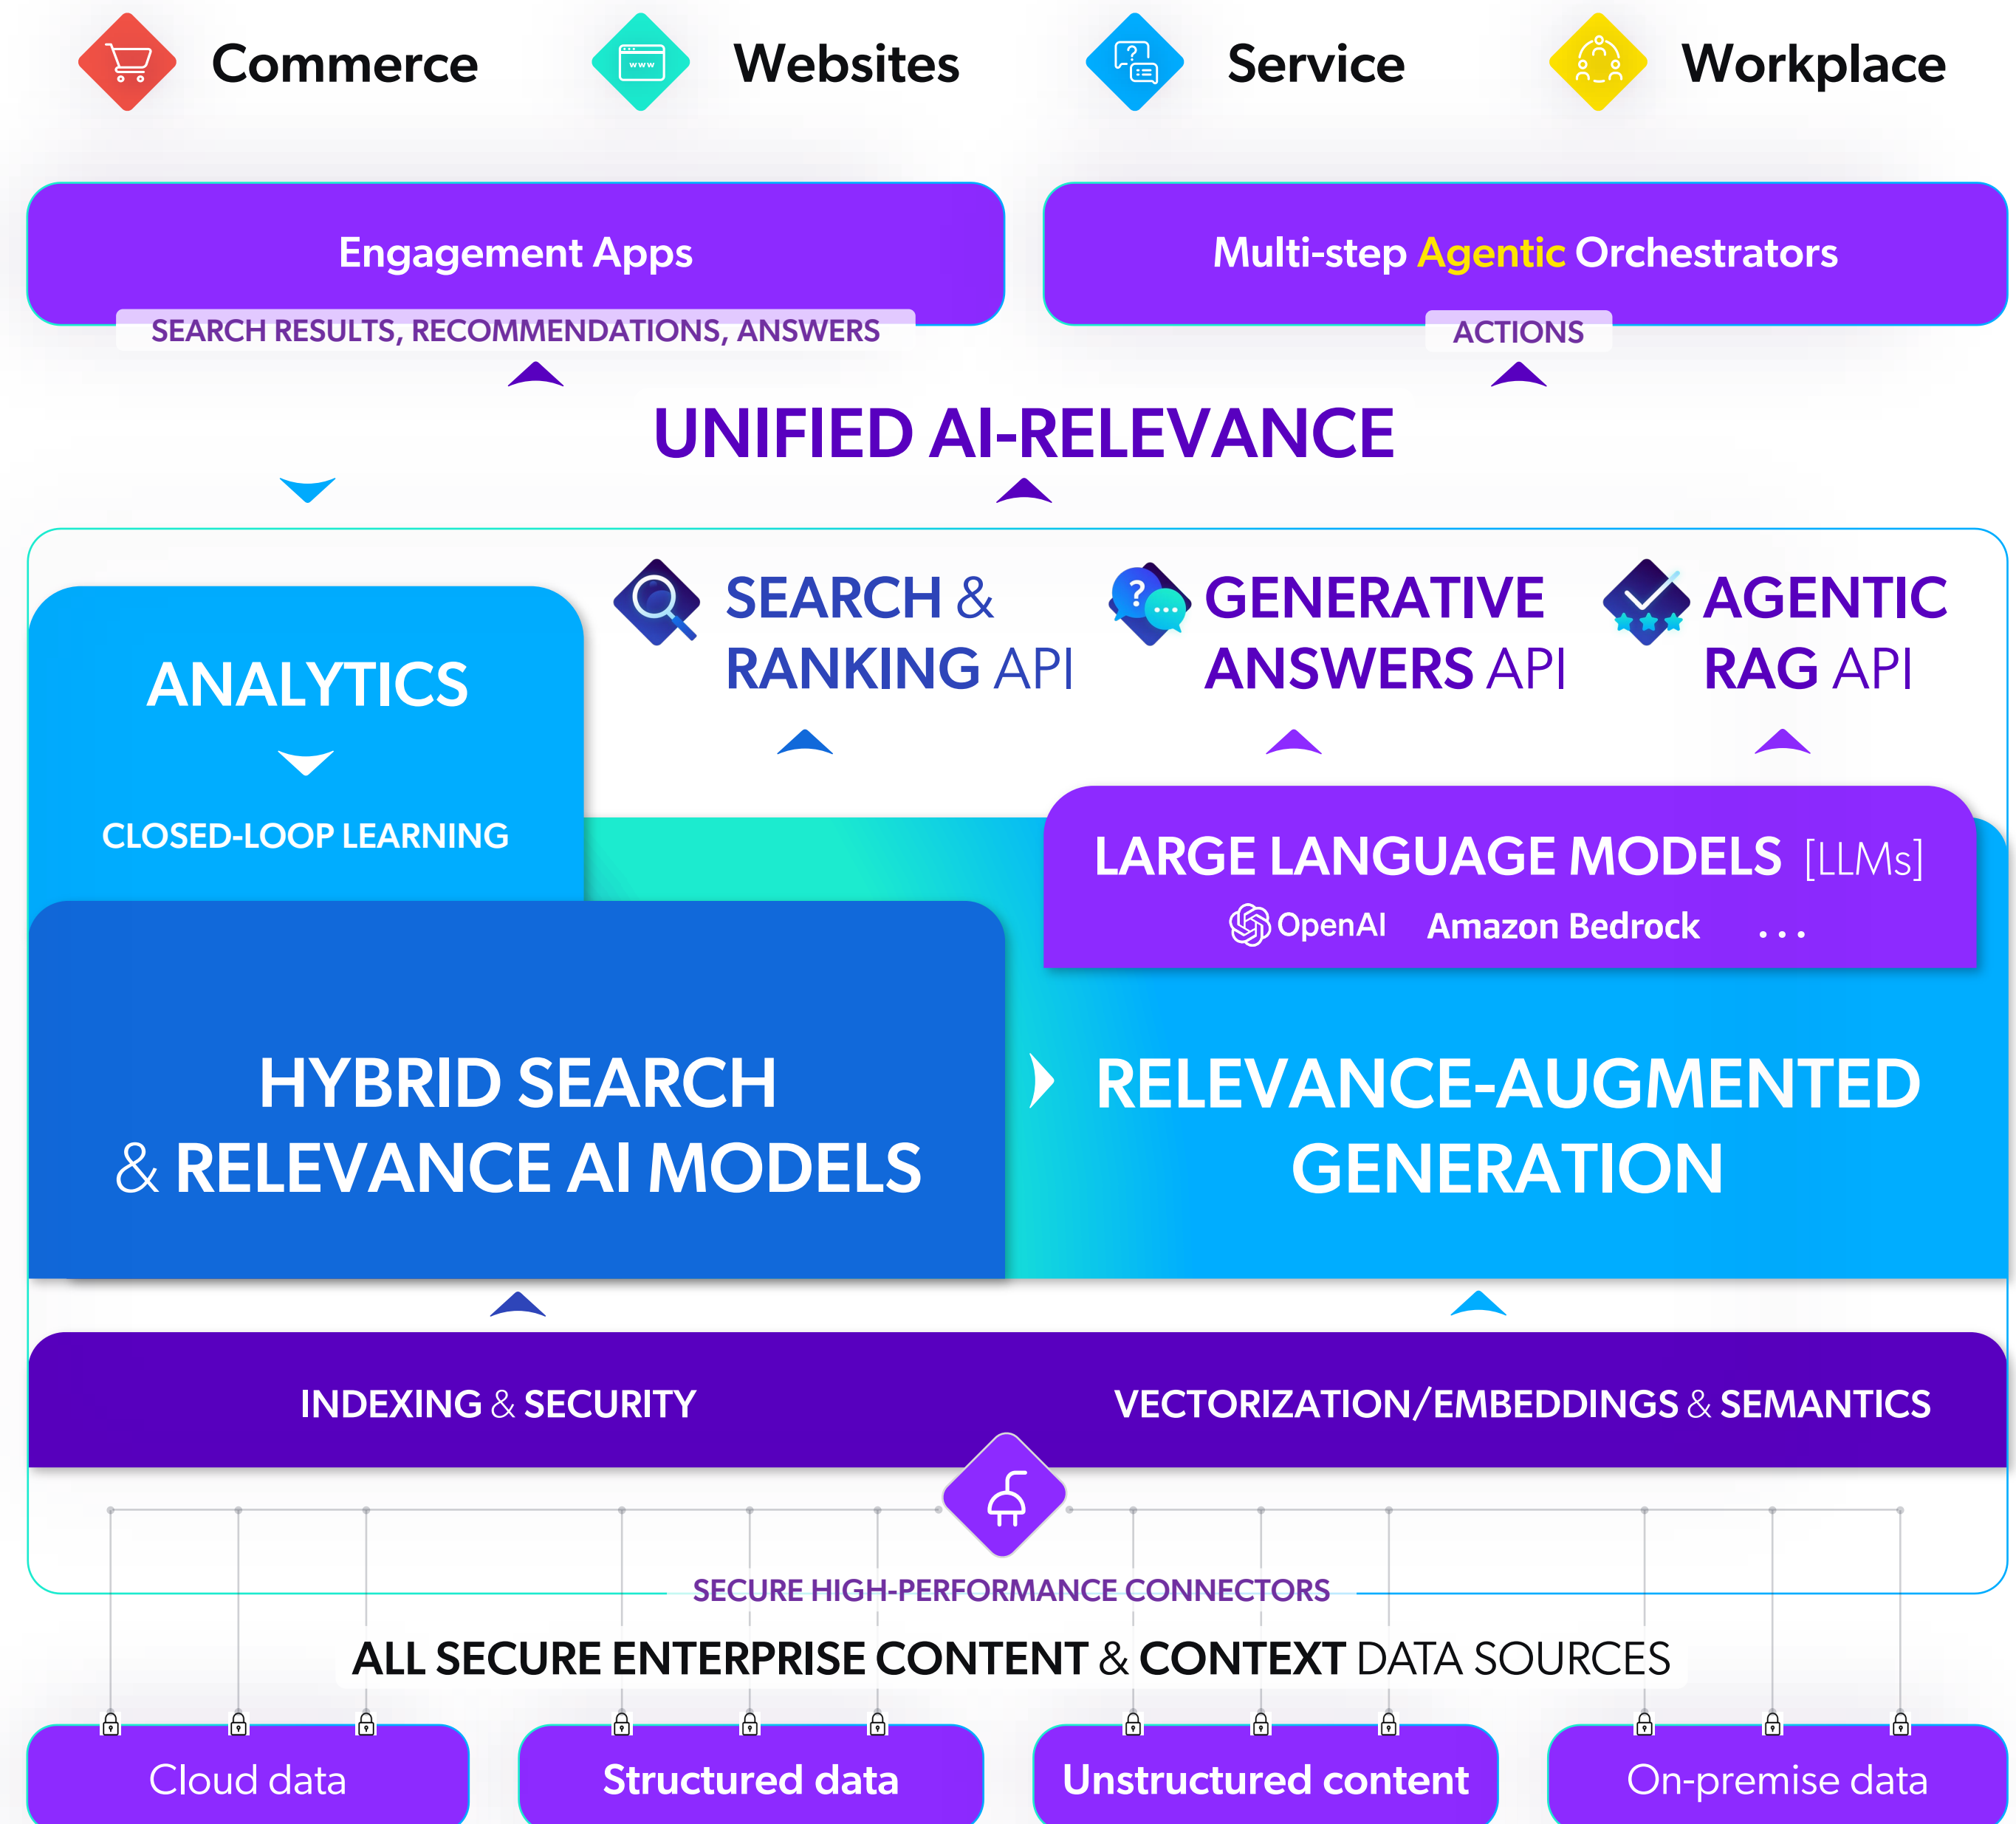 Commerce
www
Websites
Service
Workplace
Engagement Apps
Multi-step Agentic Orchestrators
SEARCH RESULTS, RECOMMENDATIONS, ANSWERS
ACTIONS
UNIFIED AI-RELEVANCE
ANALYTICS
CLOSED-LOOP LEARNING
SEARCH &
RANKING API
GENERATIVE
ANSWERS API
AGENTIC
RAG API
LARGE LANGUAGE MODELS [LLMs]
OpenAI Amazon Bedrock ...
HYBRID SEARCH
& RELEVANCE AI MODELS
RELEVANCE-AUGMENTED
GENERATION
INDEXING & SECURITY
VECTORIZATION/EMBEDDINGS & SEMANTICS
SECURE HIGH-PERFORMANCE CONNECTORS
ALL SECURE ENTERPRISE CONTENT & CONTEXT DATA SOURCES
Cloud data
Structured data
Unstructured content
On-premise data